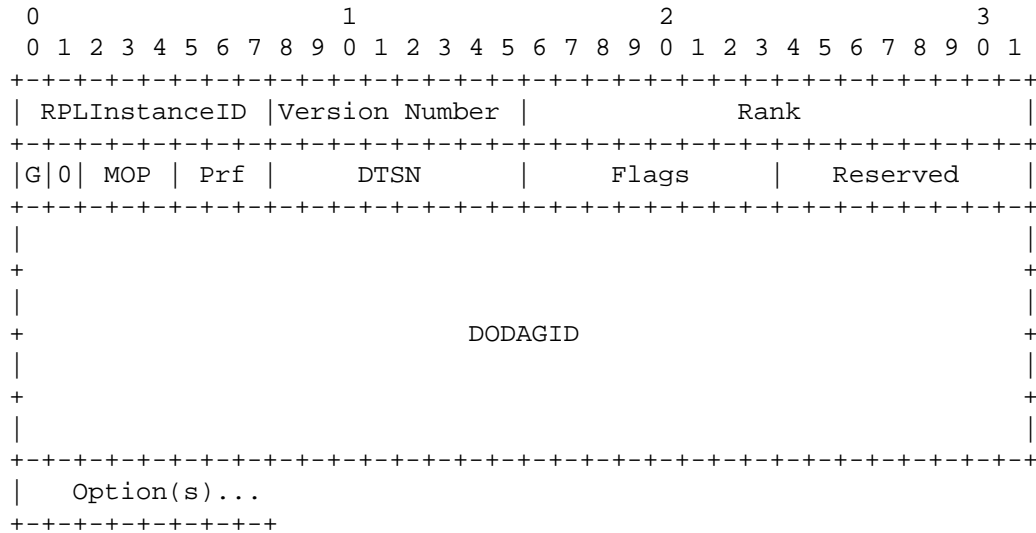 0                   1                   2                   3
 0 1 2 3 4 5 6 7 8 9 0 1 2 3 4 5 6 7 8 9 0 1 2 3 4 5 6 7 8 9 0 1
+-+-+-+-+-+-+-+-+-+-+-+-+-+-+-+-+-+-+-+-+-+-+-+-+-+-+-+-+-+-+-+-+
| RPLInstanceID |Version Number |             Rank              |
+-+-+-+-+-+-+-+-+-+-+-+-+-+-+-+-+-+-+-+-+-+-+-+-+-+-+-+-+-+-+-+-+
|G|0| MOP | Prf |     DTSN      |     Flags     |   Reserved    |
+-+-+-+-+-+-+-+-+-+-+-+-+-+-+-+-+-+-+-+-+-+-+-+-+-+-+-+-+-+-+-+-+
|                                                               |
+                                                               +
|                                                               |
+                            DODAGID                            +
|                                                               |
+                                                               +
|                                                               |
+-+-+-+-+-+-+-+-+-+-+-+-+-+-+-+-+-+-+-+-+-+-+-+-+-+-+-+-+-+-+-+-+
|   Option(s)...
+-+-+-+-+-+-+-+-+